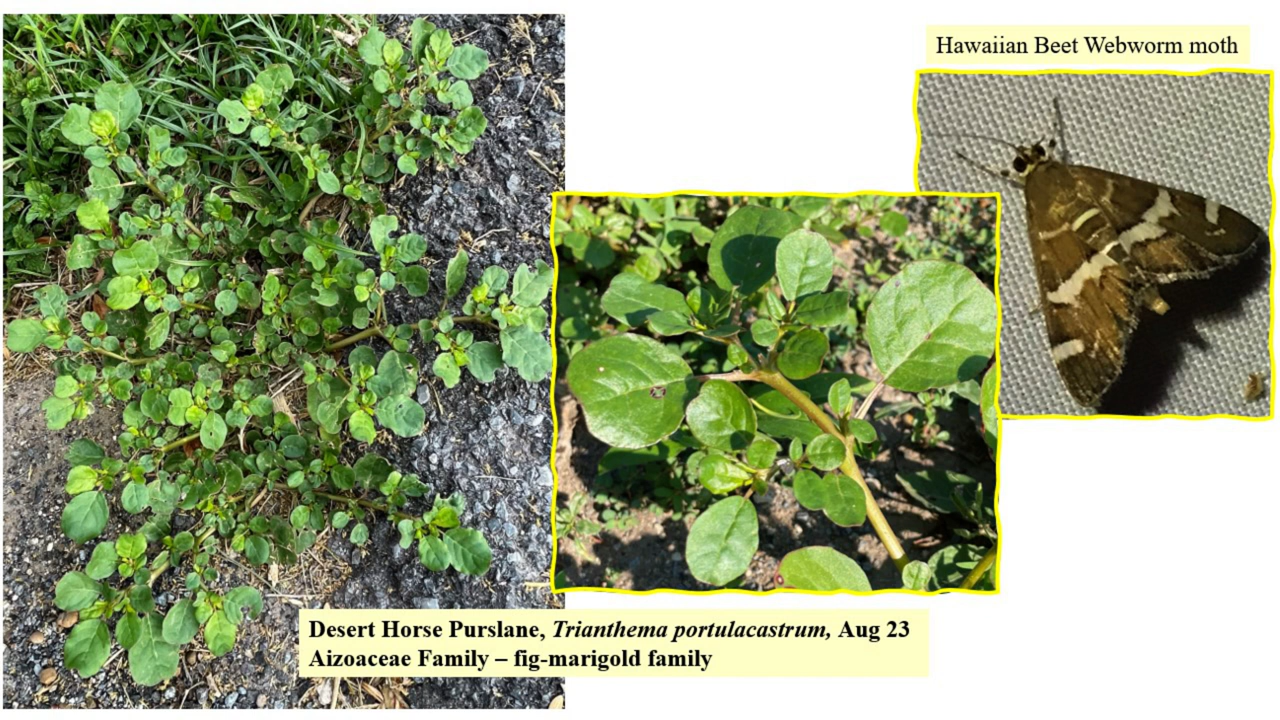 Hawaiian Beet Webworm moth
Desert Horse Purslane, Trianthema portulacastrum, Aug 23
Aizoaceae Family – fig-marigold family